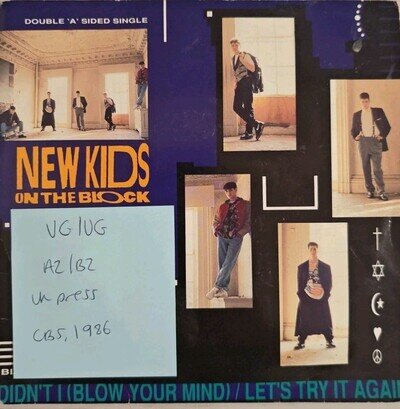 DOUBLE 'A' SIDED SINGLE
NEW KIDS
ON THE BLOCK
VG/VG
A2/B2
UK press
CBS, 1986
DIDN'T I (BLOW YOUR MIND) / LET'S TRY IT AGAIN